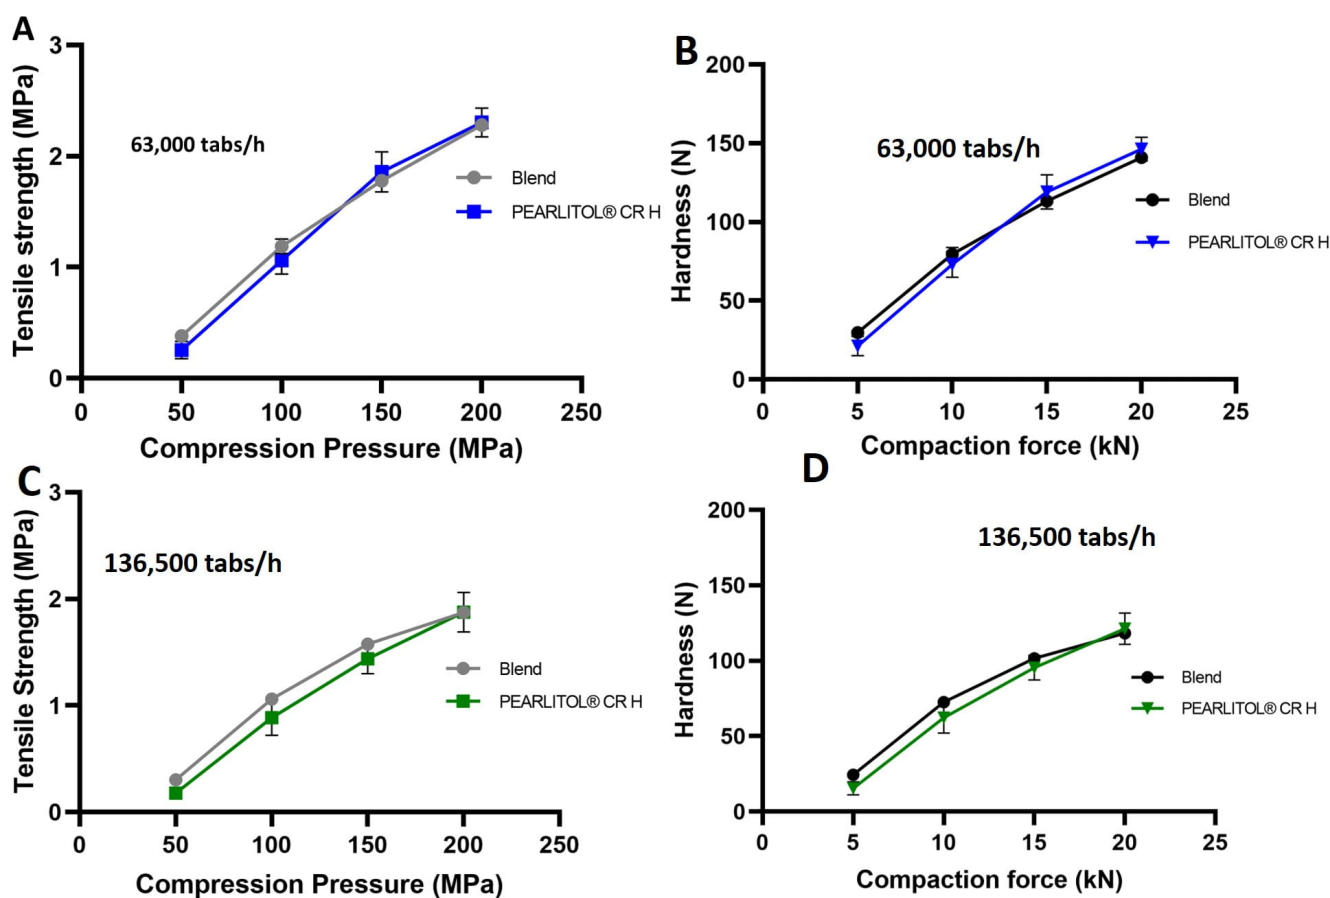 A
3
2
1
0
Tensile strength (MPa)
63,000 tabs/h
Blend
PEARLITOL® CR H
0 50 100 150 200 250
Compression Pressure (MPa)
B
200
150
100
50
0
Hardness (N)
63,000 tabs/h
Blend
PEARLITOL® CR H
0 5 10 15 20 25
Compaction force (kN)
C
3
2
1
0
Tensile Strength (MPa)
136,500 tabs/h
Blend
PEARLITOL® CR H
0 50 100 150 200 250
Compression Pressure (MPa)
D
200
150
100
50
0
Hardness (N)
136,500 tabs/h
Blend
PEARLITOL® CR H
0 5 10 15 20 25
Compaction force (kN)